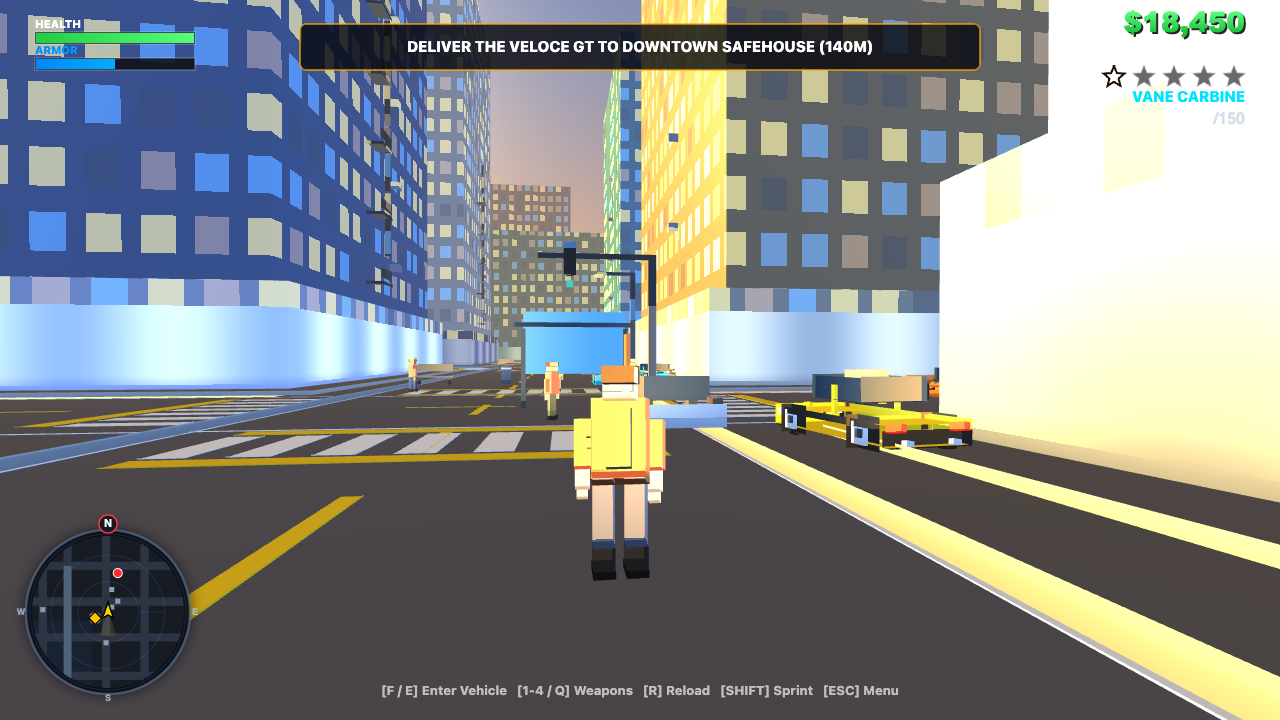 HEALTH
ARMOR
DELIVER THE VELOCE GT TO DOWNTOWN SAFEHOUSE (140M)
$18,450
VANE CARBINE
/150
N
W
E
S
[F / E] Enter Vehicle [1-4 / Q] Weapons [R] Reload [SHIFT] Sprint [ESC] Menu